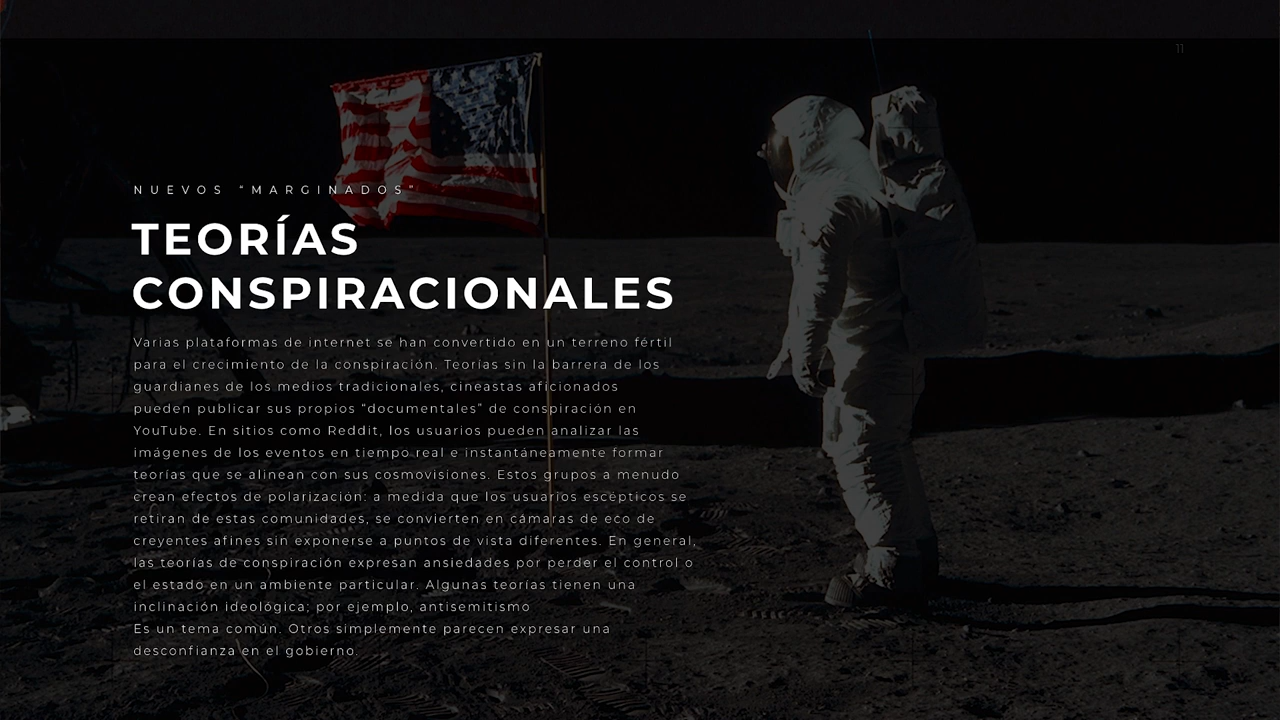 11
NUEVOS “MARGINADOS”
TEORÍAS
CONSPIRACIONALES
Varias plataformas de internet se han convertido en un terreno fértil
para el crecimiento de la conspiración. Teorías sin la barrera de los
guardianes de los medios tradicionales, cineastas aficionados
pueden publicar sus propios “documentales” de conspiración en
YouTube. En sitios como Reddit, los usuarios pueden analizar las
imágenes de los eventos en tiempo real e instantáneamente formar
teorías que se alinean con sus cosmovisiones. Estos grupos a menudo
crean efectos de polarización: a medida que los usuarios escépticos se
retiran de estas comunidades, se convierten en cámaras de eco de
creyentes afines sin exponerse a puntos de vista diferentes. En general,
las teorías de conspiración expresan ansiedades por perder el control o
el estado en un ambiente particular. Algunas teorías tienen una
inclinación ideológica; por ejemplo, antisemitismo
Es un tema común. Otros simplemente parecen expresar una
desconfianza en el gobierno.